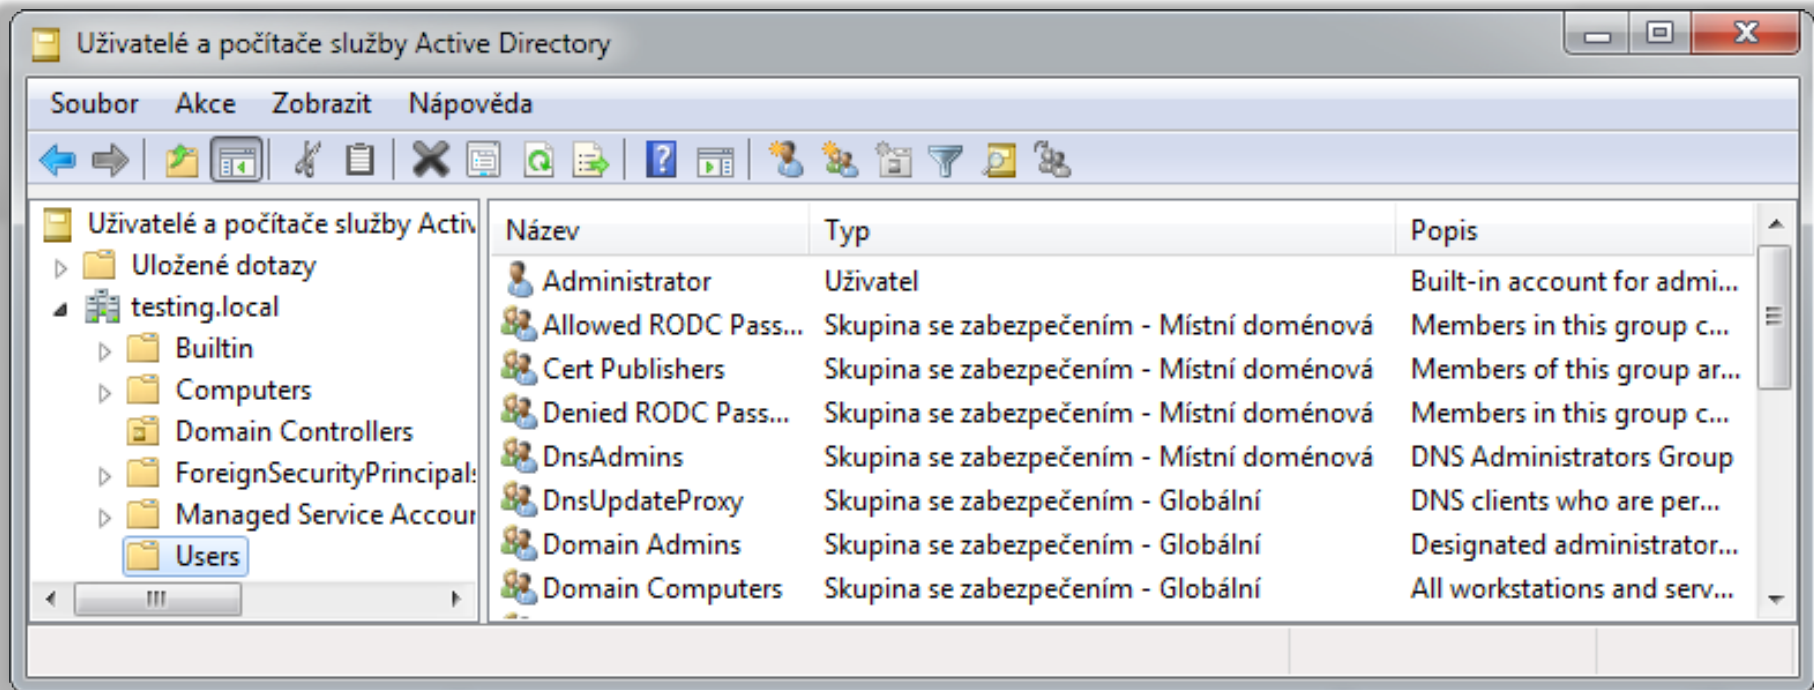 Uživatelé a počítače služby Active Directory
Soubor Akce Zobrazit Nápověda
Uživatelé a počítače služby Activ
Uložené dotazy
testing.local
Builtin
Computers
Domain Controllers
ForeignSecurityPrincipals
Managed Service Accour
Users
Název Typ Popis
Administrator Uživatel Built-in account for admi...
Allowed RODC Pass... Skupina se zabezpečením - Místní doménová Members in this group c...
Cert Publishers Skupina se zabezpečením - Místní doménová Members of this group ar...
Denied RODC Pass... Skupina se zabezpečením - Místní doménová Members in this group c...
DnsAdmins Skupina se zabezpečením - Místní doménová DNS Administrators Group
DnsUpdateProxy Skupina se zabezpečením - Globální DNS clients who are per...
Domain Admins Skupina se zabezpečením - Globální Designated administrator...
Domain Computers Skupina se zabezpečením - Globální All workstations and serv...